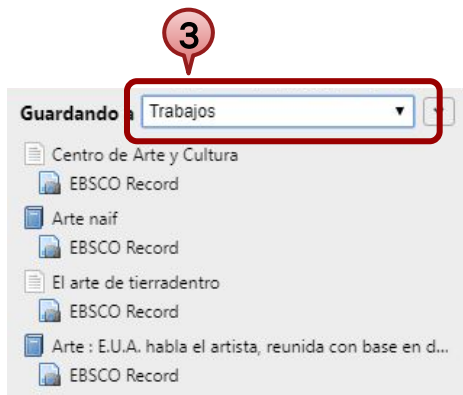 3
Guardando a Trabajos
Centro de Arte y Cultura
EBSCO Record
Arte naif
EBSCO Record
El arte de tierradentro
EBSCO Record
Arte : E.U.A. habla el artista, reunida con base en d...
EBSCO Record